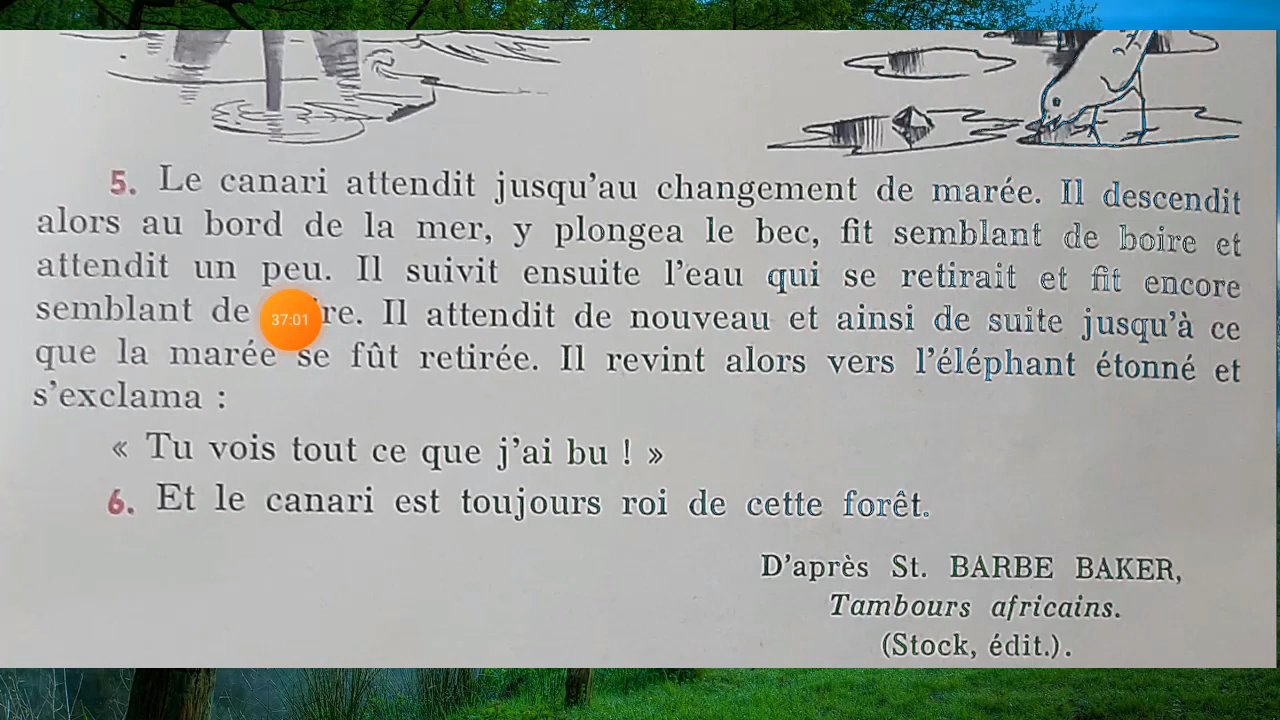 5. Le canari attendit jusqu'au changement de marée. Il descendit
alors au bord de la mer, y plongea le bec, fit semblant de boire et
attendit un peu. Il suivit ensuite l'eau qui se retirait et fit encore
semblant de
37:01
re. Il attendit de nouveau et ainsi de suite jusqu'à ce
que la marée se fût retirée. Il revint alors vers l'éléphant étonné et
s'exclama :
« Tu vois tout ce que j'ai bu ! »
6. Et le canari est toujours roi de cette forêt.
D'après St. BARBE BAKER,
Tambours africains.
(Stock, édit.).